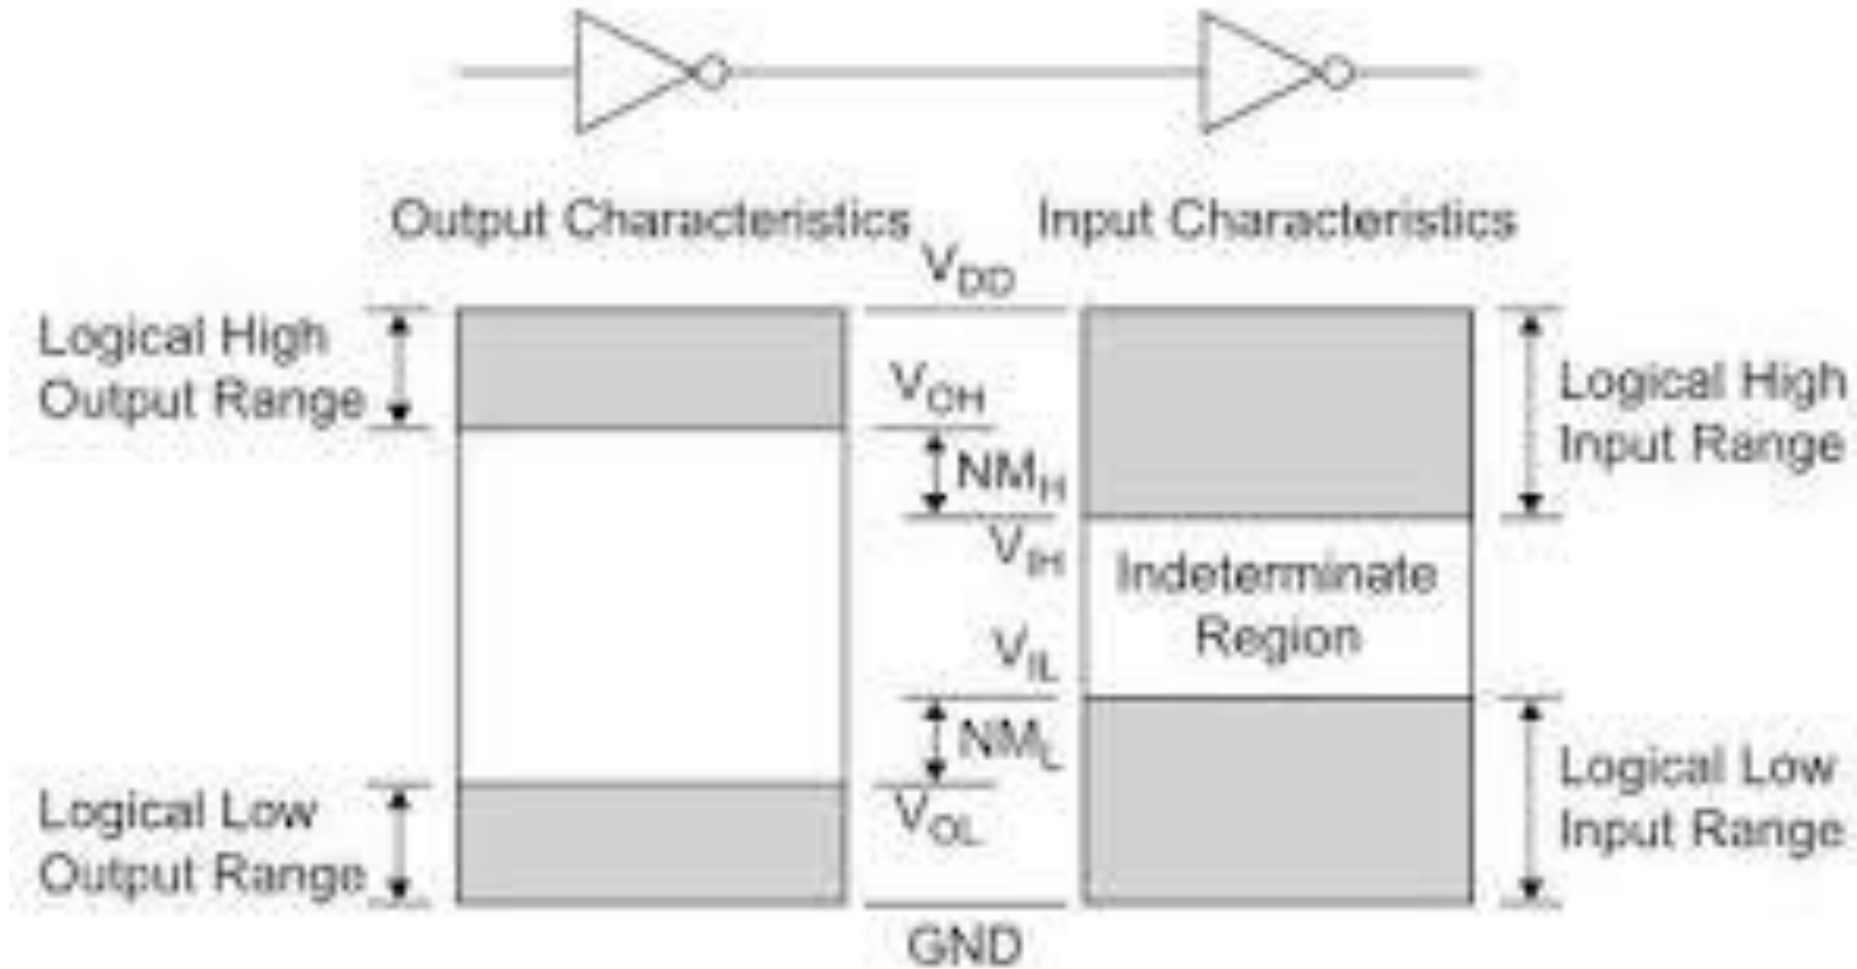 Output Characteristics
Input Characteristics
VDD
Logical High
Output Range
VOH
NMH
VIH
Logical High
Input Range
Indeterminate
Region
VIL
NML
VOL
Logical Low
Output Range
Logical Low
Input Range
GND